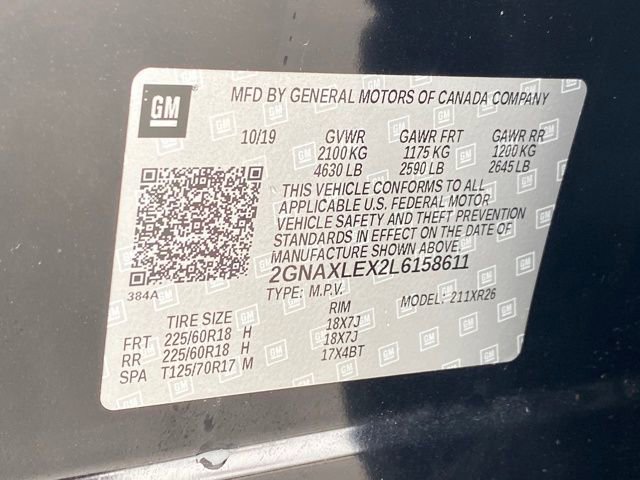 GM
MFD BY GENERAL MOTORS OF CANADA COMPANY
10/19 GVWR GAWR FRT GAWR RR
2100 KG 1175 KG 1200 KG
4630 LB 2590 LB 2645 LB
THIS VEHICLE CONFORMS TO ALL
APPLICABLE U.S. FEDERAL MOTOR
VEHICLE SAFETY AND THEFT PREVENTION
STANDARDS IN EFFECT ON THE DATE OF
MANUFACTURE SHOWN ABOVE.
2GNAXLEX2L6158611
384A
TYPE: M.P.V. MODEL: 211XR26
TIRE SIZE RIM
FRT 225/60R18 H 18X7J
RR 225/60R18 H 18X7J
SPA T125/70R17 M 17X4BT